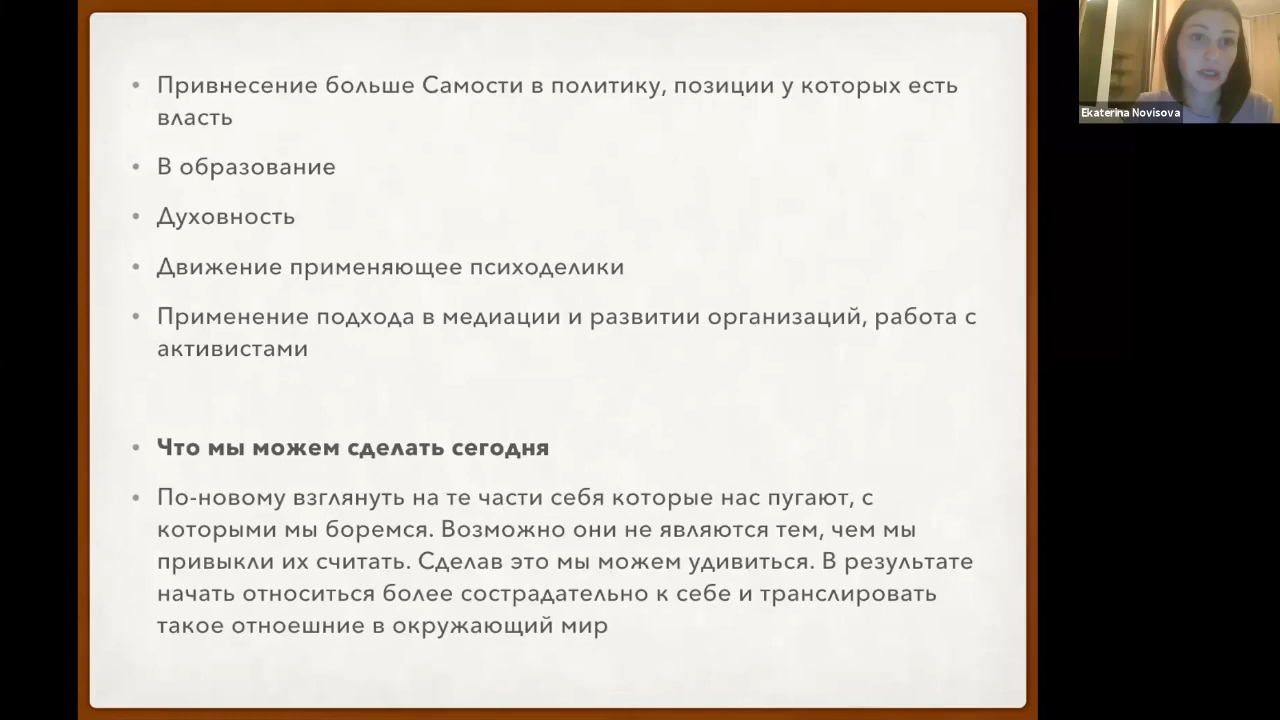 • Привнесение больше Самости в политику, позиции у которых есть
власть
• В образование
• Духовность
• Движение применяющее психоделики
• Применение подхода в медиации и развитии организаций, работа с
активистами
• Что мы можем сделать сегодня
• По-новому взглянуть на те части себя которые нас пугают, с
которыми мы боремся. Возможно они не являются тем, чем мы
привыкли их считать. Сделав это мы можем удивиться. В результате
начать относиться более сострадательно к себе и транслировать
такое отноешние в окружающий мир
Ekaterina Novisova